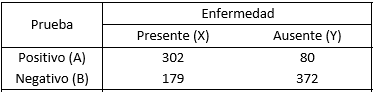 Prueba
Enfermedad
Presente (X) Ausente (Y)
Positivo (A) 302 80
Negativo (B) 179 372